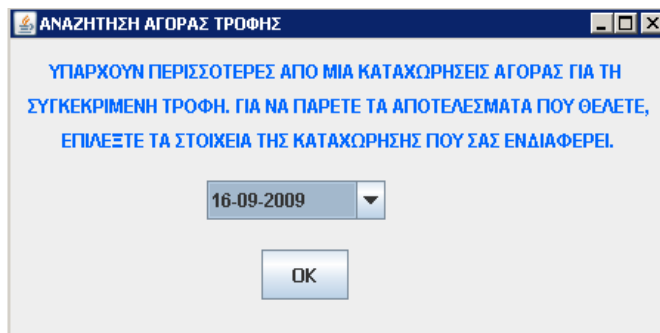 ΑΝΑΖΗΤΗΣΗ ΑΓΟΡΑΣ ΤΡΟΦΗΣ
ΥΠΑΡΧΟΥΝ ΠΕΡΙΣΣΟΤΕΡΕΣ ΑΠΟ ΜΙΑ ΚΑΤΑΧΩΡΗΣΕΙΣ ΑΓΟΡΑΣ ΓΙΑ ΤΗ
ΣΥΓΚΕΚΡΙΜΕΝΗ ΤΡΟΦΗ. ΓΙΑ ΝΑ ΠΑΡΕΤΕ ΤΑ ΑΠΟΤΕΛΕΣΜΑΤΑ ΠΟΥ ΘΕΛΕΤΕ,
ΕΠΙΛΕΞΤΕ ΤΑ ΣΤΟΙΧΕΙΑ ΤΗΣ ΚΑΤΑΧΩΡΗΣΗΣ ΠΟΥ ΣΑΣ ΕΝΔΙΑΦΕΡΕΙ.
16-09-2009
OK